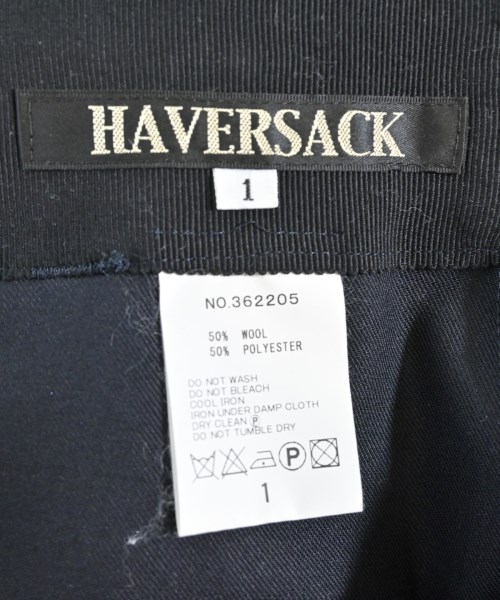 HAVERSACK
1
NO.362205
50% WOOL
50% POLYESTER
DO NOT WASH
DO NOT BLEACH
COOL IRON
IRON UNDER DAMP CLOTH
DRY CLEAN P
DO NOT TUMBLE DRY
P
1